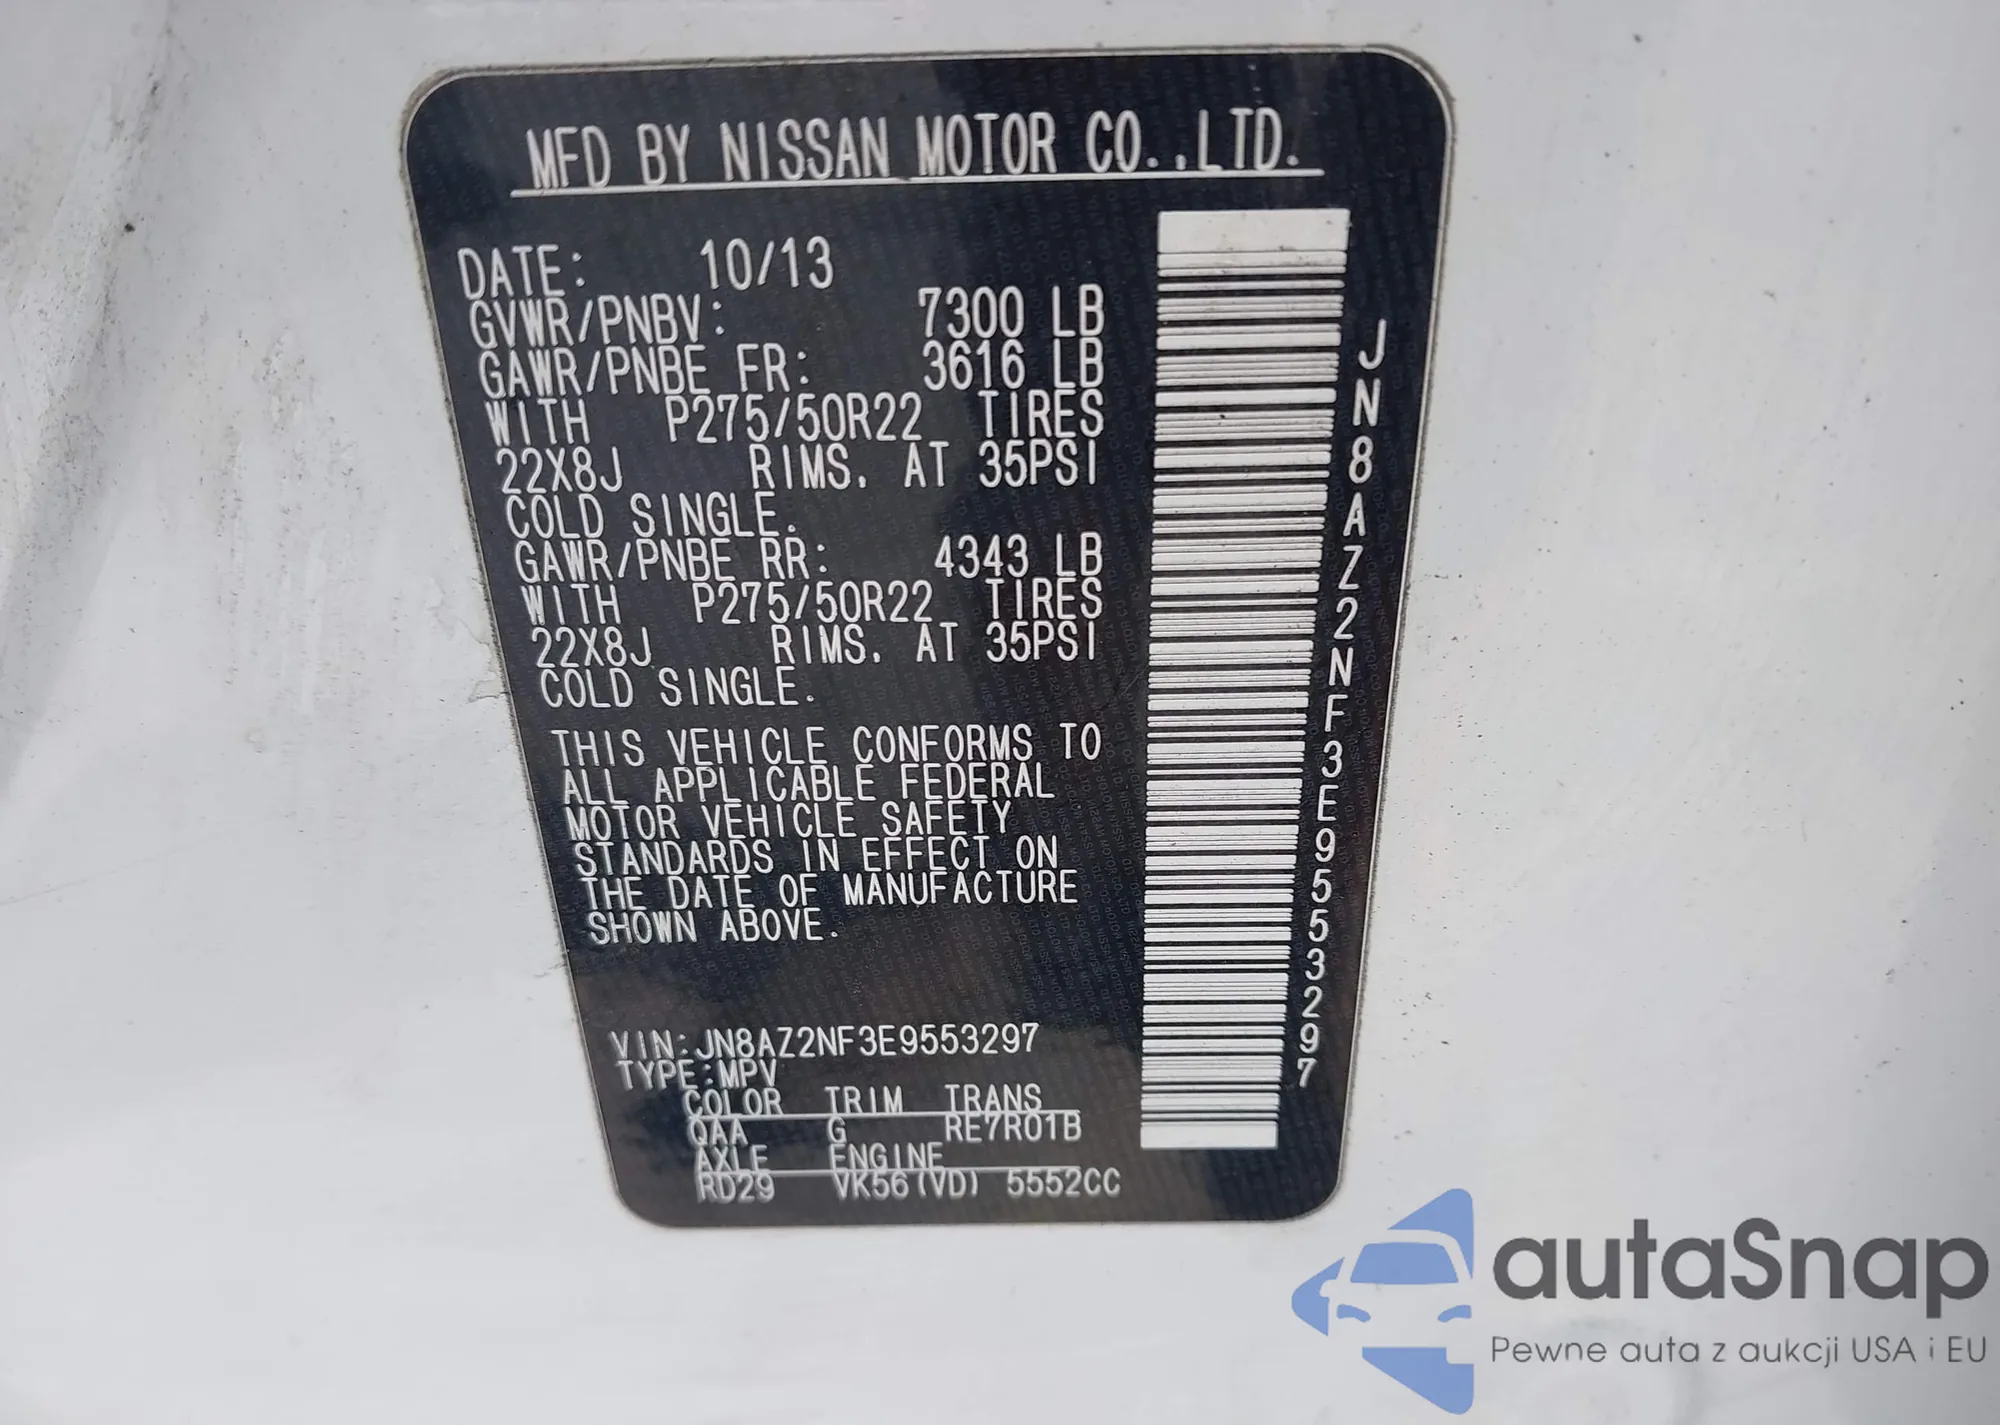 MFD BY NISSAN MOTOR CO.,LTD.
DATE: 10/13
GVWR/PNBV: 7300 LB
GAWR/PNBE FR: 3616 LB
WITH P275/50R22 TIRES
22X8J RIMS. AT 35PSI
COLD SINGLE.
GAWR/PNBE RR: 4343 LB
WITH P275/50R22 TIRES
22X8J RIMS. AT 35PSI
COLD SINGLE.
THIS VEHICLE CONFORMS TO
ALL APPLICABLE FEDERAL
MOTOR VEHICLE SAFETY
STANDARDS IN EFFECT ON
THE DATE OF MANUFACTURE
SHOWN ABOVE.
VIN:JN8AZ2NF3E9553297
TYPE:MPV
COLOR TRIM TRANS
QAA G RE7R01B
AXLE ENGINE
RD29 VK56(VD) 5552CC
JN8AZ2NF3E9553297
autaSnap
Pewne auta z aukcji USA i EU